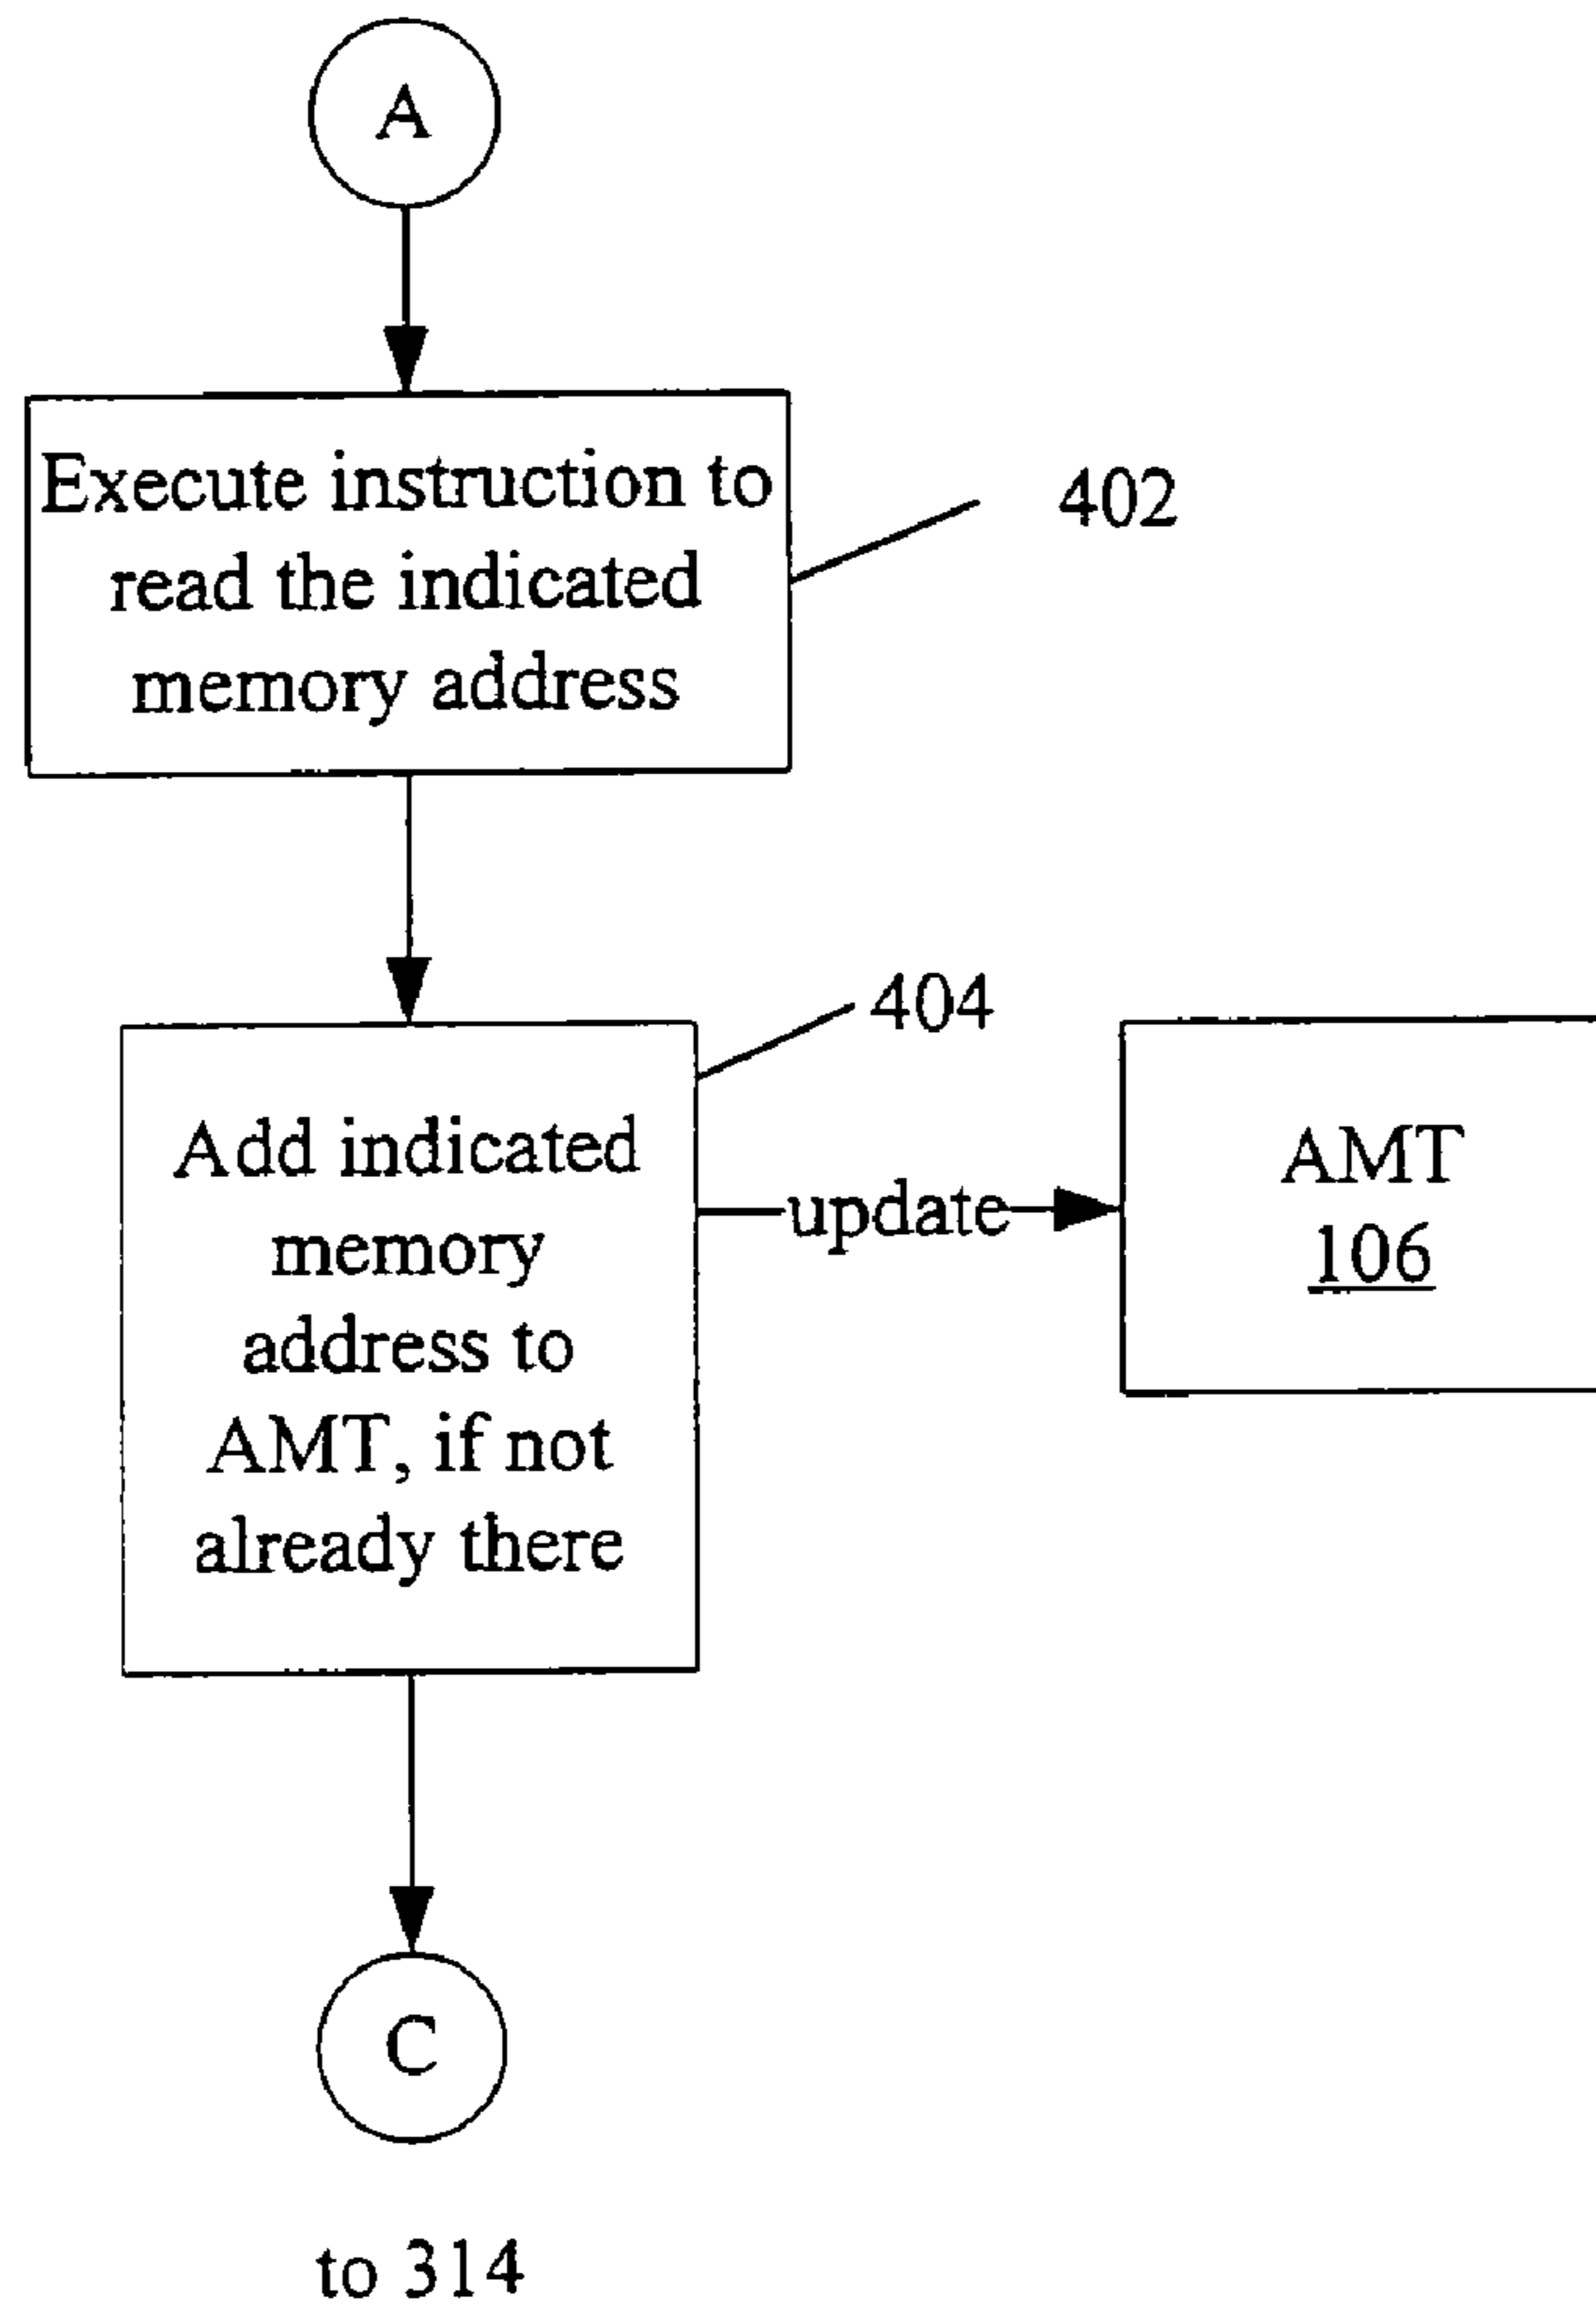 A
Execute instruction to
read the indicated
memory address
402
404
Add indicated
memory
address to
AMT, if not
already there
update
AMT
106
C
to 314